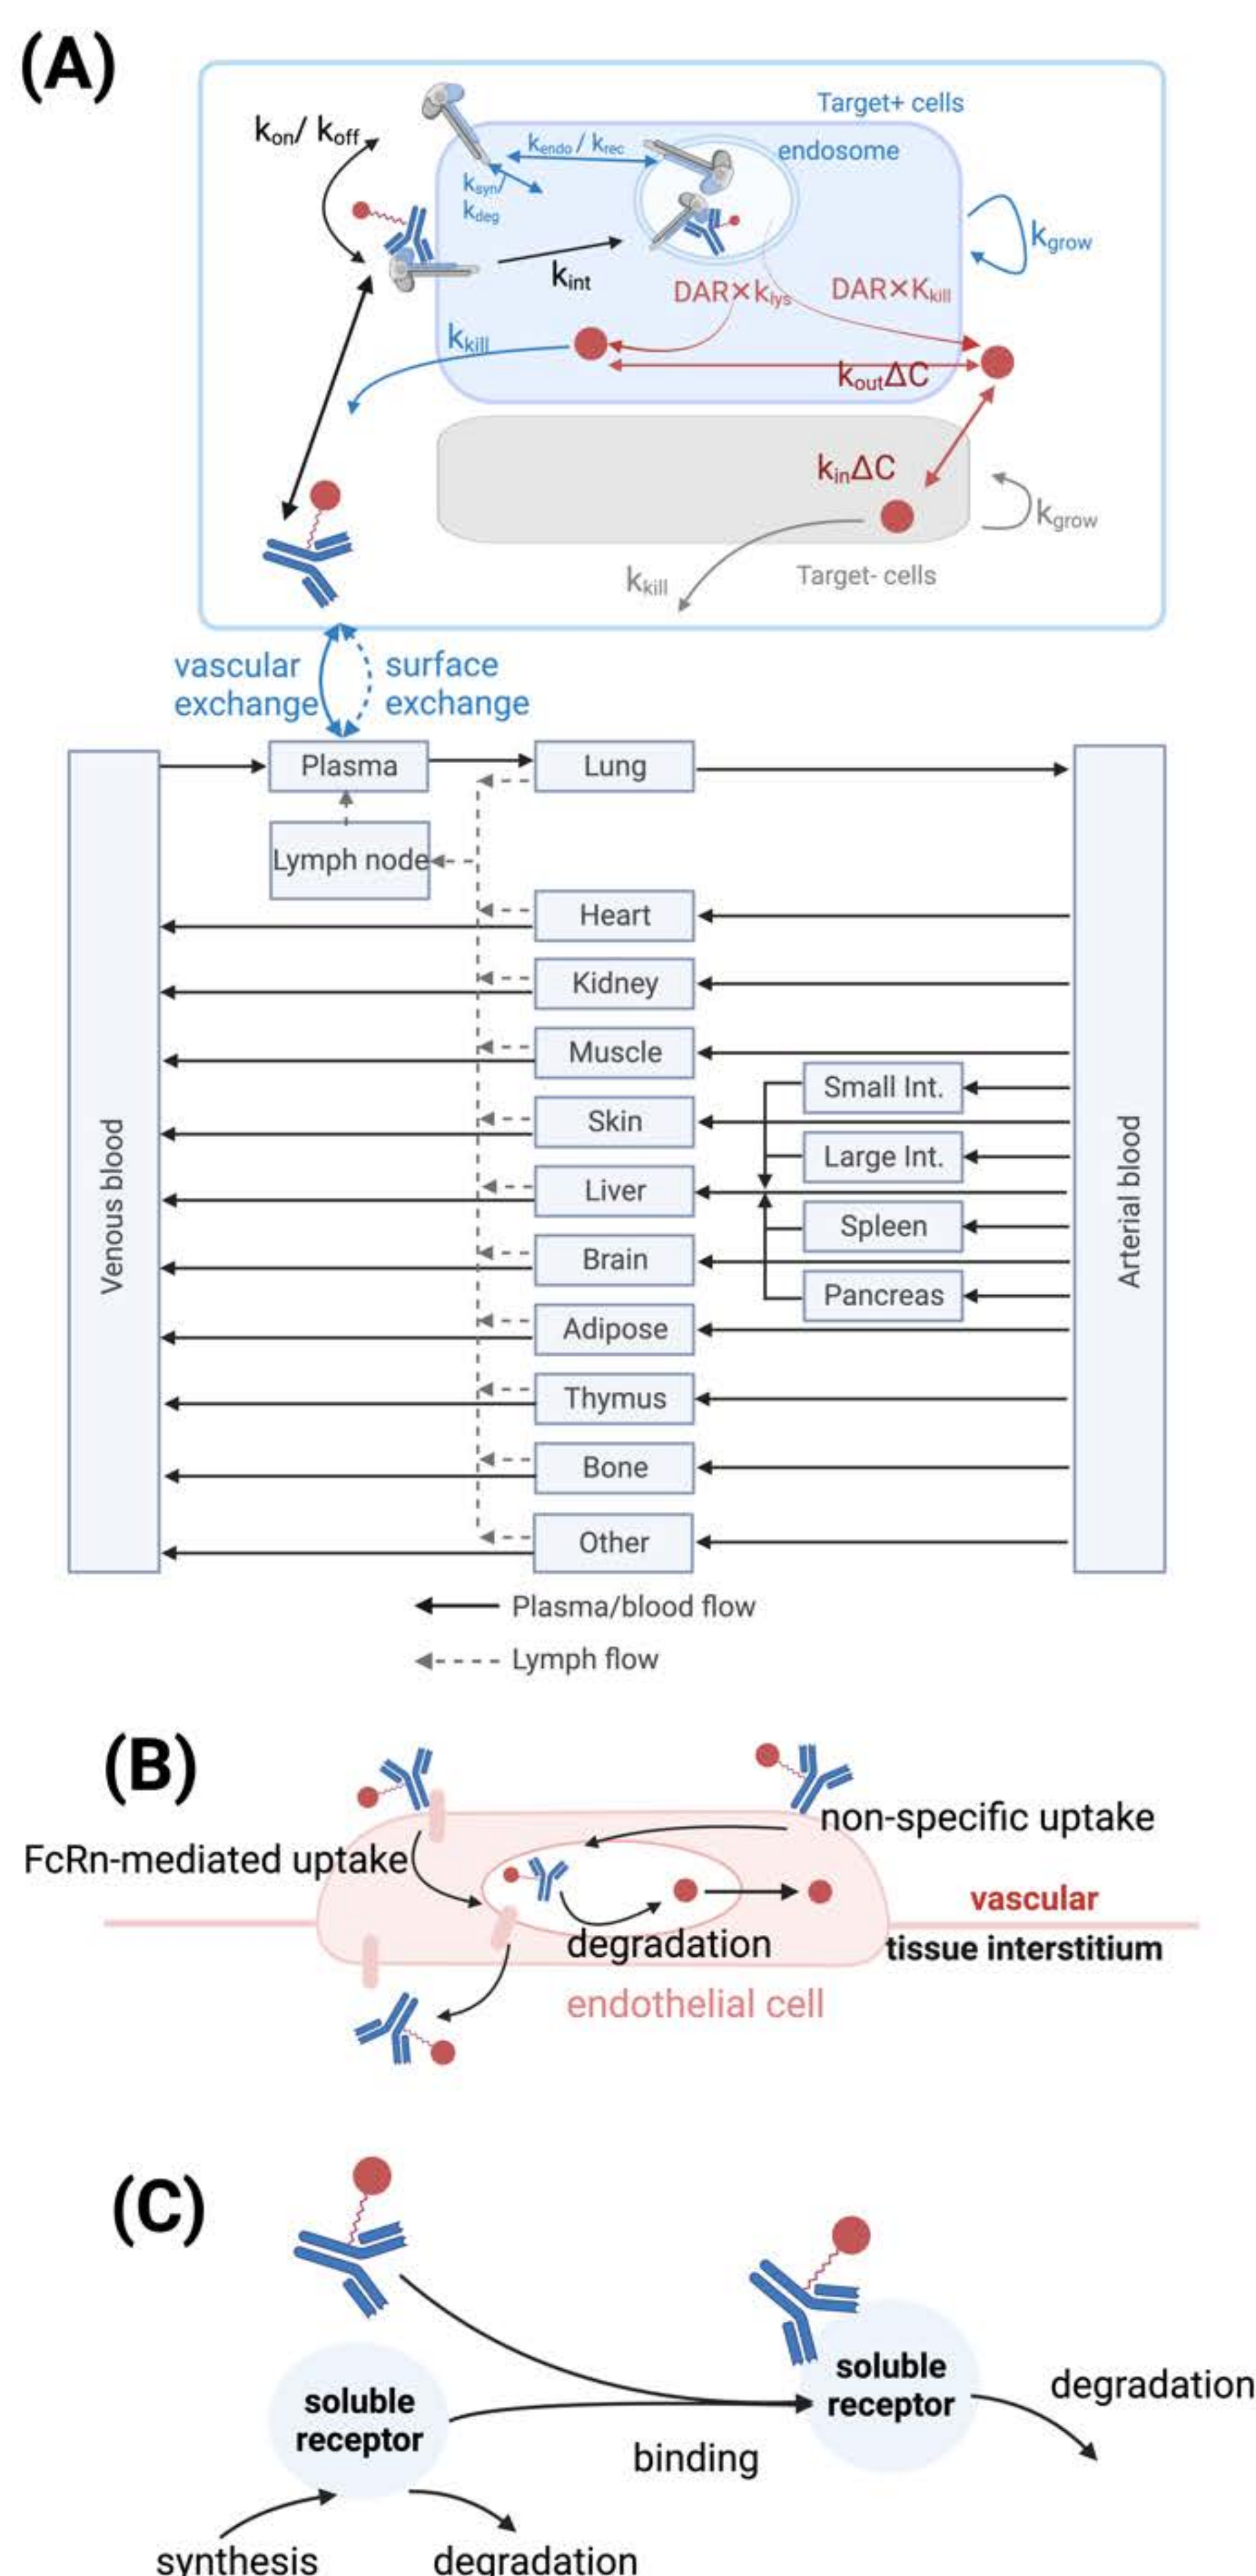 (A)
Target+ cells
kon/ koff
kendo / krec
endosome
ksyn/
kdeg
kgrow
kint
DAR×klys
DAR×Kkill
kkill
koutΔC
kinΔC
kgrow
kkill
Target- cells
vascular
exchange
surface
exchange
Plasma
Lung
Lymph node
Heart
Kidney
Muscle
Small Int.
Skin
Large Int.
Liver
Spleen
Brain
Pancreas
Adipose
Thymus
Bone
Other
Venous blood
Arterial blood
Plasma/blood flow
Lymph flow
(B)
non-specific uptake
FcRn-mediated uptake
vascular
degradation
tissue interstitium
endothelial cell
(C)
soluble
receptor
soluble
receptor
degradation
binding
synthesis
degradation